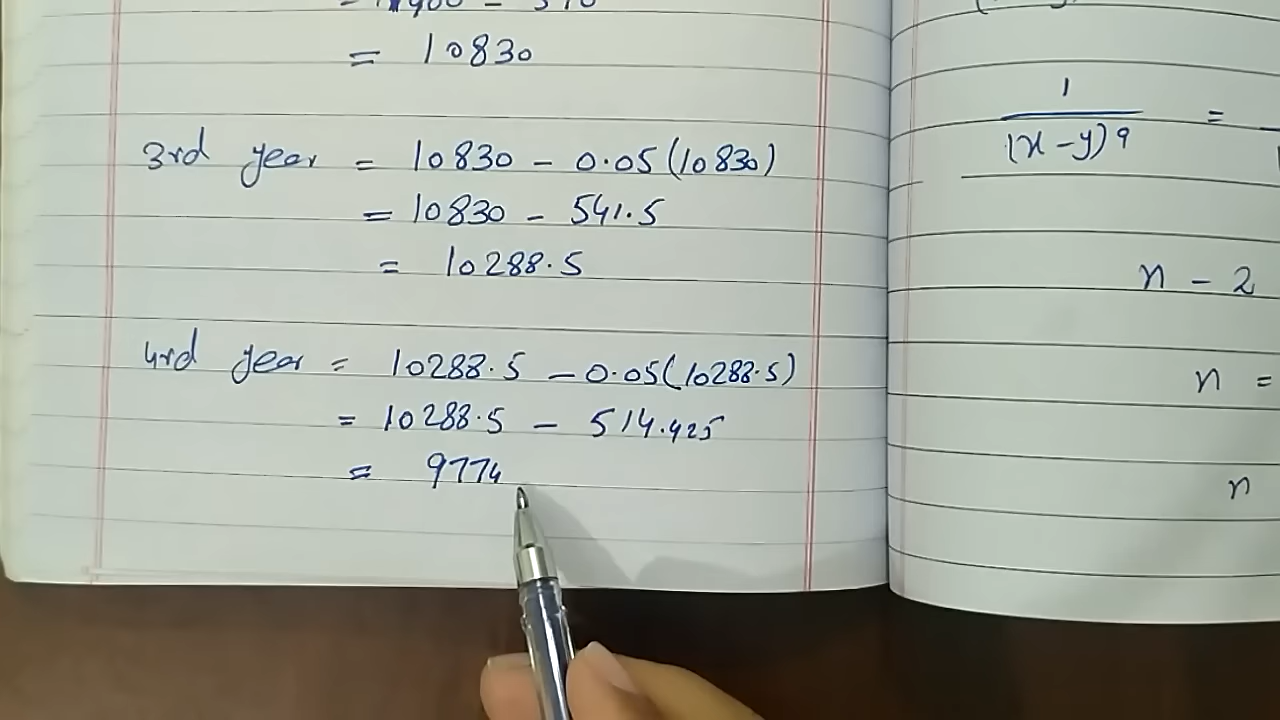 = 10830
3rd year = 10830 - 0.05(10830)
= 10830 - 541.5
= 10288.5
4rd year = 10288.5 - 0.05(10288.5)
= 10288.5 - 514.425
= 9774
1
(x-y)9 =
n - 2
n =
n